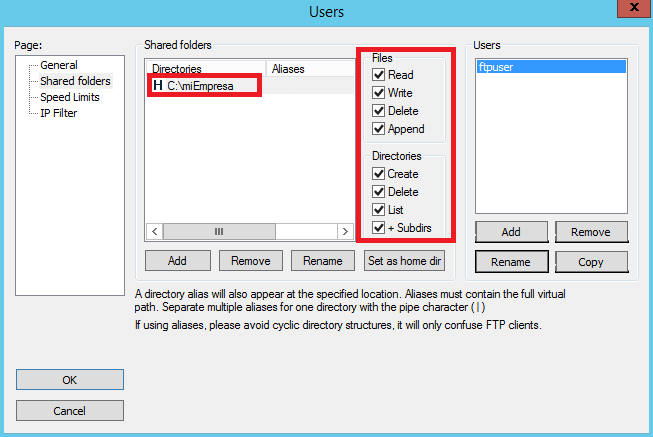 Users
x
Page:
General
Shared folders
Speed Limits
IP Filter
OK
Cancel
Shared folders
Directories Aliases
H C:\miEmpresa
Files
Read
Write
Delete
Append
Directories
Create
Delete
List
+ Subdirs
Add Remove Rename Set as home dir
A directory alias will also appear at the specified location. Aliases must contain the full virtual
path. Separate multiple aliases for one directory with the pipe character ( | )
If using aliases, please avoid cyclic directory structures, it will only confuse FTP clients.
Users
ftpuser
Add Remove
Rename Copy